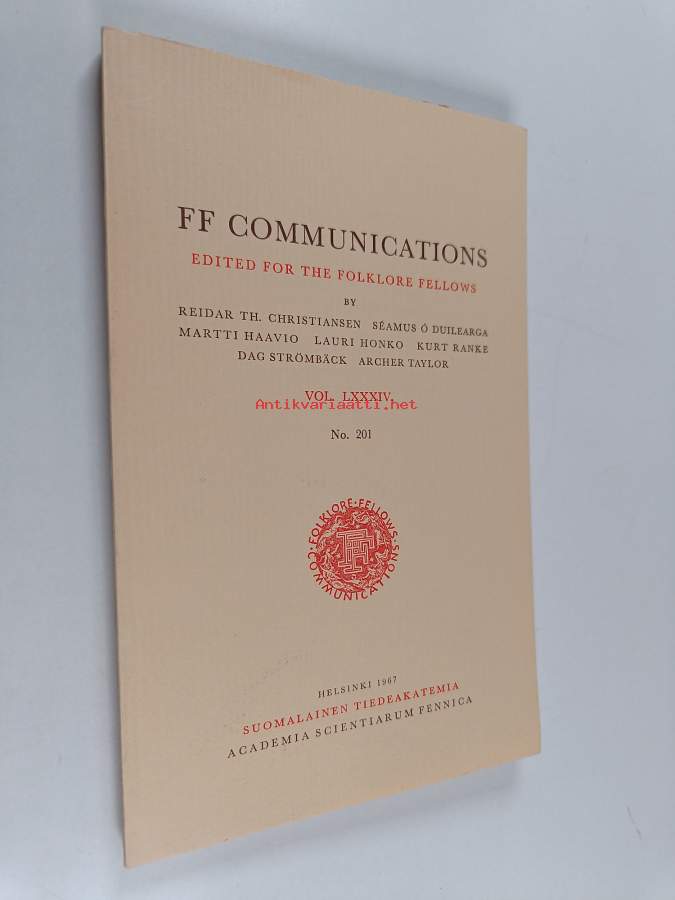 FF COMMUNICATIONS
EDITED FOR THE FOLKLORE FELLOWS
BY
REIDAR TH. CHRISTIANSEN SÉAMUS Ó DUILEARGA
MARTTI HAAVIO LAURI HONKO KURT RANKE
DAG STRÖMBÄCK ARCHER TAYLOR
VOL. LXXXIV,
Antikvariaatti.net
No. 201
FOLKLORE · FELLOWS · COMMUNICATIONS ·
FF
HELSINKI 1967
SUOMALAINEN TIEDEAKATEMIA
ACADEMIA SCIENTIARUM FENNICA